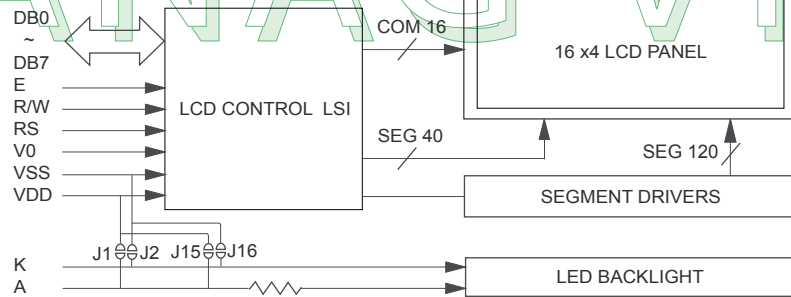 DB0
~
DB7
E
R/W
RS
V0
VSS
VDD
LCD CONTROL LSI
COM 16
16 x4 LCD PANEL
SEG 40
SEG 120
SEGMENT DRIVERS
J1 J2 J15 J16
K
A
LED BACKLIGHT